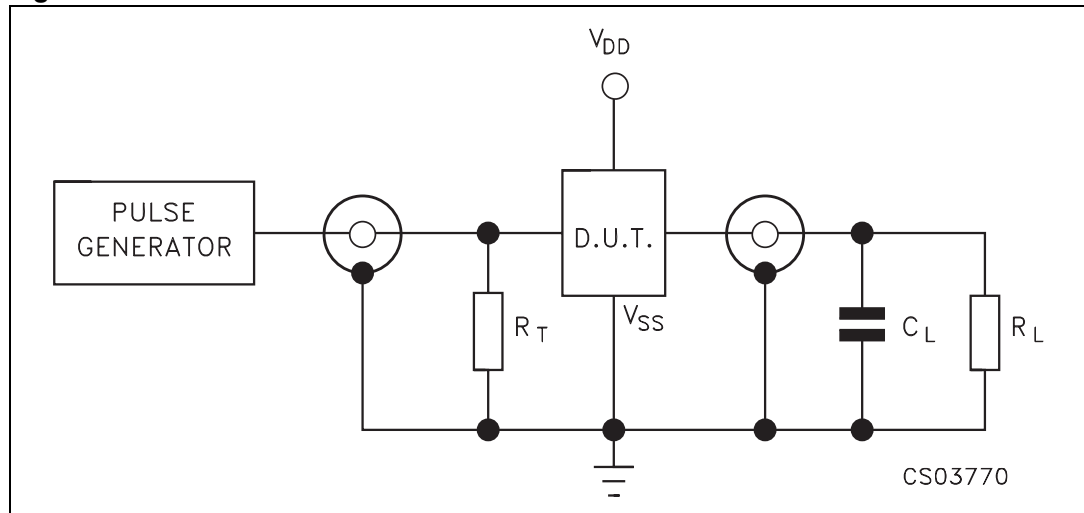 VDD
PULSE
GENERATOR
D.U.T.
RT
VSS
CL
RL
CS03770